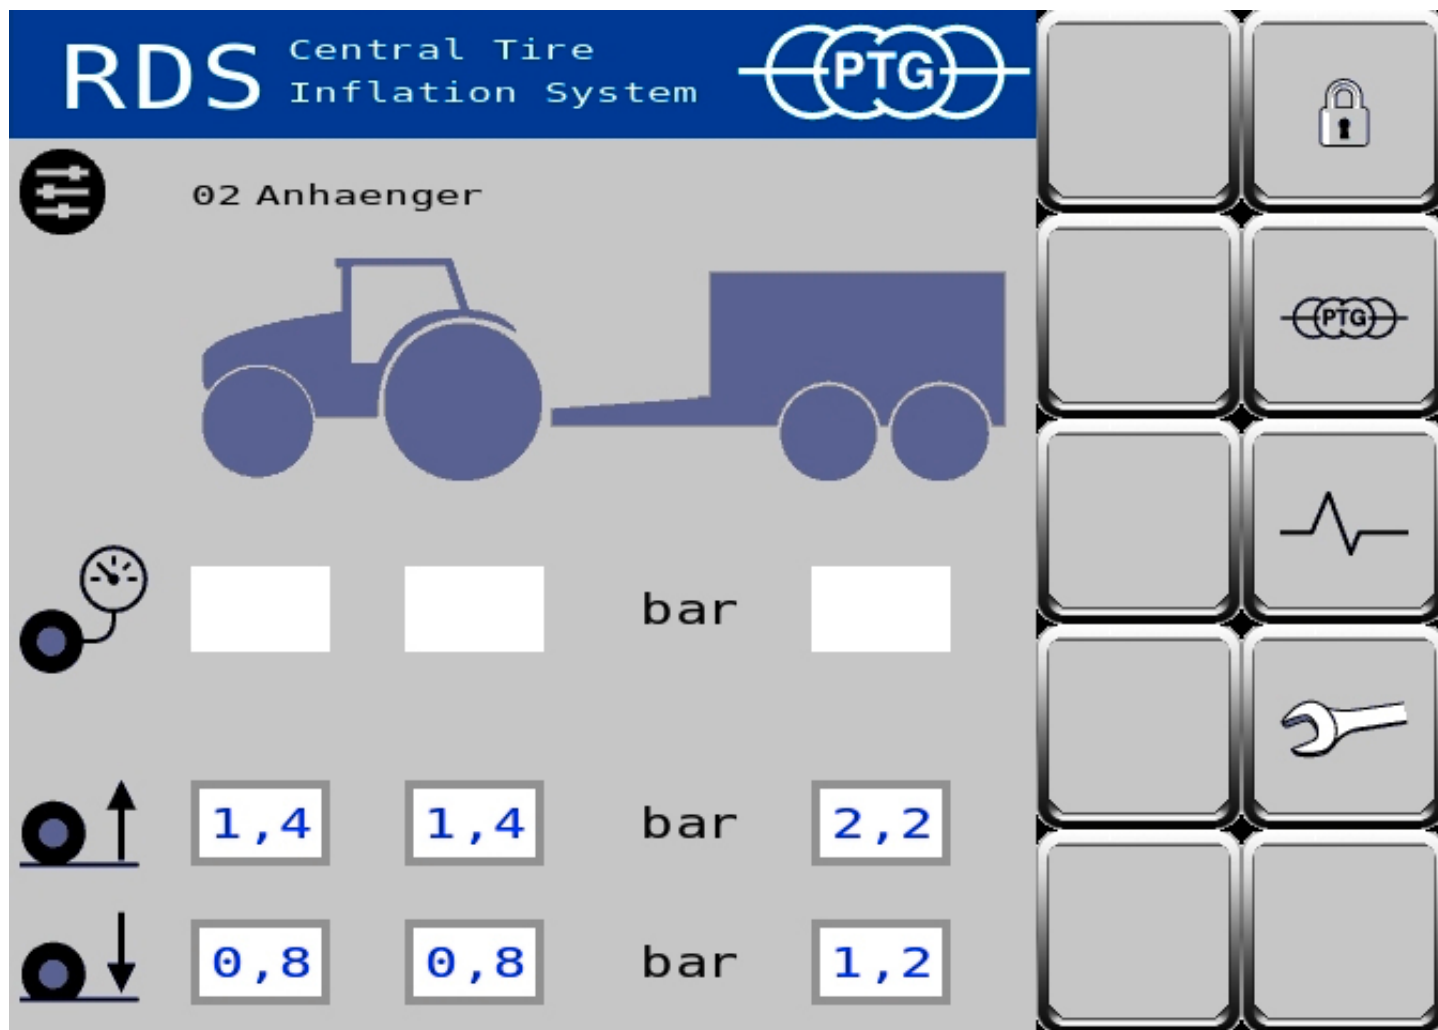 RDS
Central Tire
Inflation System
PTG
02 Anhaenger
PTG
bar
1,4 1,4 bar 2,2
0,8 0,8 bar 1,2